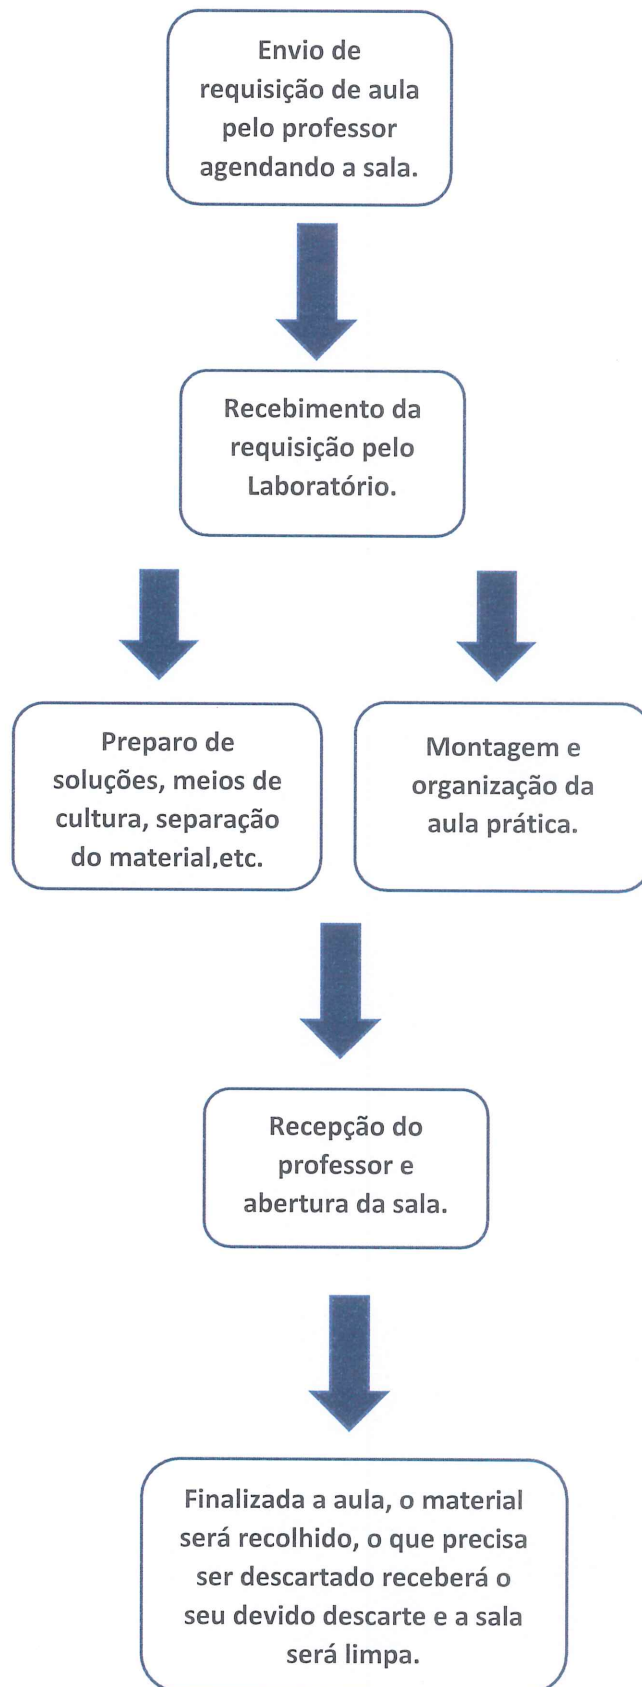 Envio de
requisição de aula
pelo professor
agendando a sala.
Recebimento da
requisição pelo
Laboratório.
Preparo de
soluções, meios de
cultura, separação
do material,etc.
Montagem e
organização da
aula prática.
Recepção do
professor e
abertura da sala.
Finalizada a aula, o material
será recolhido, o que precisa
ser descartado receberá o
seu devido descarte e a sala
será limpa.